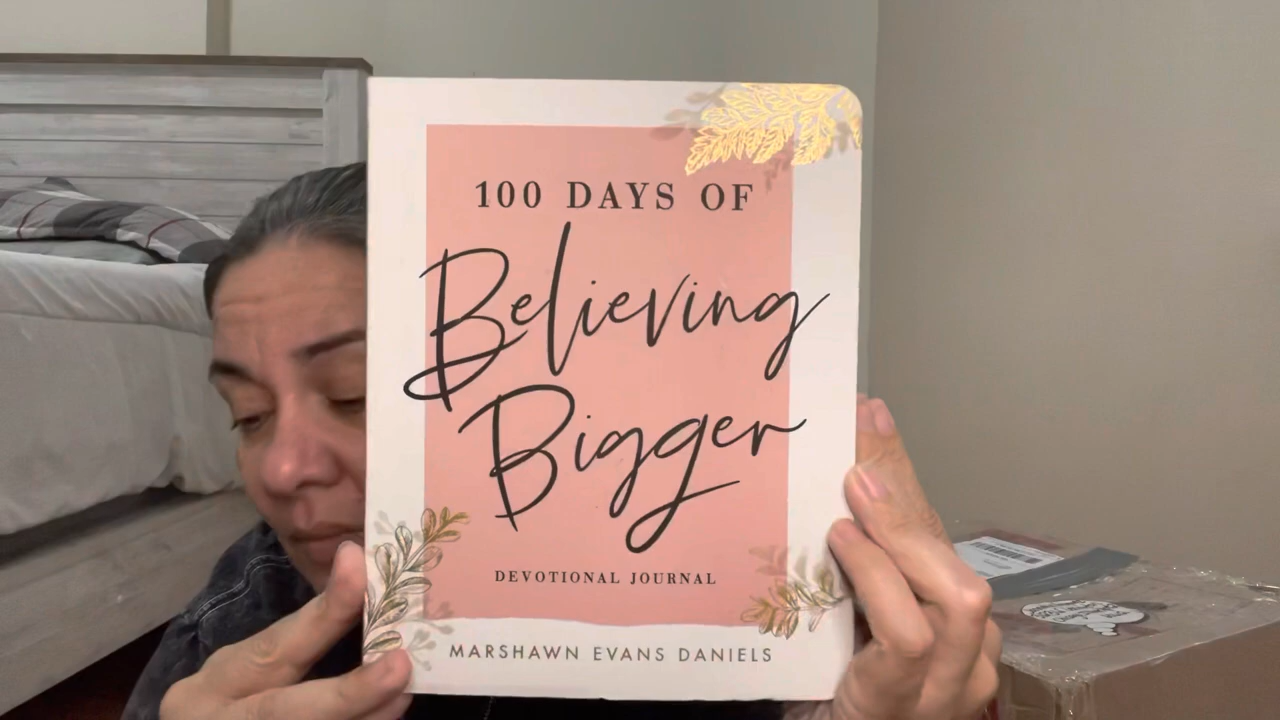 100 DAYS OF
Believing
Bigger
DEVOTIONAL JOURNAL
MARSHAWN EVANS DANIELS